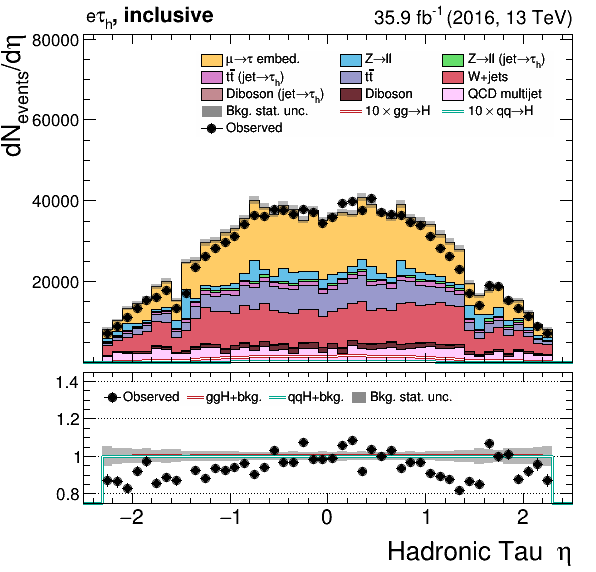 eτh, inclusive 35.9 fb⁻¹ (2016, 13 TeV)
dNevents/dη
80000
60000
40000
20000
μ→τ embed. Z→ll Z→ll (jet→τh)
tt̄ (jet→τh) tt̄ W+jets
Diboson (jet→τh) Diboson QCD multijet
Bkg. stat. unc. 10×gg→H 10×qq→H
Observed
1.4
1.2
1
0.8
Observed ggH+bkg. qqH+bkg. Bkg. stat. unc.
−2 −1 0 1 2
Hadronic Tau η